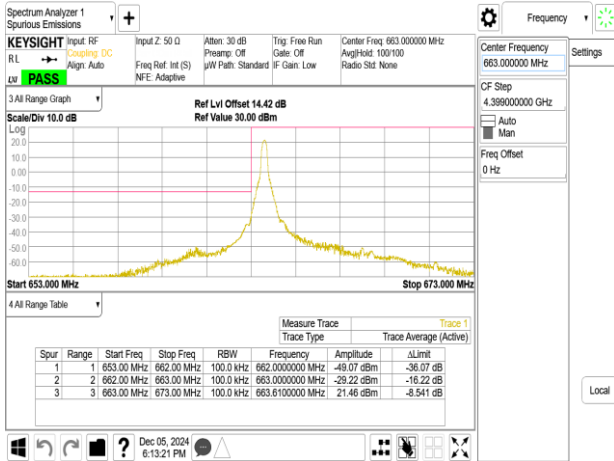 Spectrum Analyzer 1
Spurious Emissions
Frequency
KEYSIGHT
Input: RF
Coupling: DC
Align: Auto
Input Z: 50 Ω
Freq Ref: Int (S)
NFE: Adaptive
Atten: 30 dB
Preamp: Off
µW Path: Standard
Trig: Free Run
Gate: Off
IF Gain: Low
Center Freq: 663.000000 MHz
Avg|Hold: 100/100
Radio Std: None
RL
LXI
PASS
Center Frequency
663.000000 MHz
Settings
CF Step
4.399000000 GHz
Auto
Man
Freq Offset
0 Hz
Local
3 All Range Graph
Scale/Div 10.0 dB
Ref Lvl Offset 14.42 dB
Ref Value 30.00 dBm
Log
20.0
10.0
0.00
-10.0
-20.0
-30.0
-40.0
-50.0
-60.0
Start 653.000 MHz
Stop 673.000 MHz
4 All Range Table
Measure Trace Trace 1
Trace Type Trace Average (Active)
Spur Range Start Freq Stop Freq RBW Frequency Amplitude ΔLimit
1 1 653.00 MHz 662.00 MHz 100.0 kHz 662.0000000 MHz -49.07 dBm -36.07 dB
2 2 662.00 MHz 663.00 MHz 100.0 kHz 663.0000000 MHz -29.22 dBm -16.22 dB
3 3 663.00 MHz 673.00 MHz 100.0 kHz 663.6100000 MHz 21.46 dBm -8.541 dB
?
Dec 05, 2024
6:13:21 PM